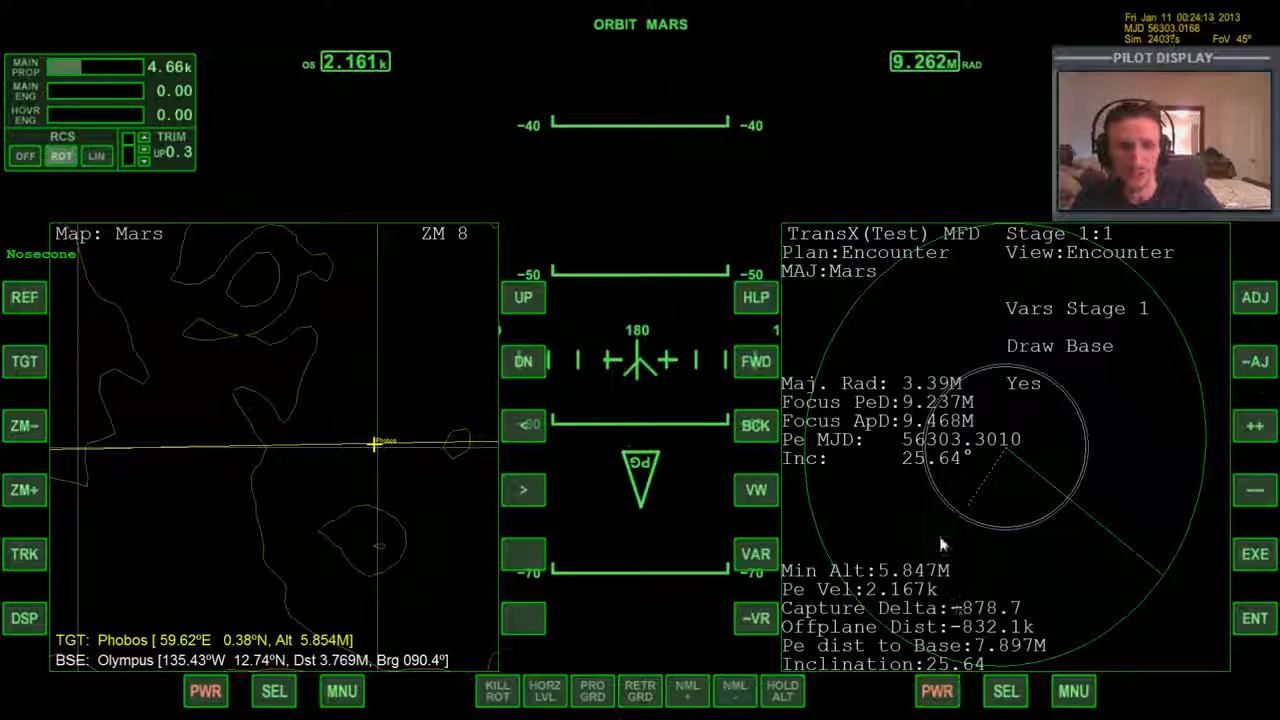 ORBIT MARS
Fri Jan 11 00:24:13 2013
MJD 56303.0168
FoV 45°
MAIN PROP 4.66k
MAIN ENG 0.00
HOVR ENG 0.00
RCS
OFF ROT LIN
TRIM
UP 0.3
OS 2.161k
9.262M RAD
PILOT DISPLAY
-40 -40
-50
-70
180
PG
Map: Mars ZM 8
Nosecone
REF
TGT
ZM-
ZM+
TRK
DSP
UP
DN
<
>
Phobos
TGT: Phobos [ 59.62°E 0.38°N, Alt 5.854M]
BSE: Olympus [135.43°W 12.74°N, Dst 3.769M, Brg 090.4°]
PWR SEL MNU
KILL ROT
HORZ LVL
PRO GRD
RETR GRD
NML +
NML -
HOLD ALT
HLP
FWD
BCK
VW
VAR
-VR
TransX(Test) MFD Stage 1:1
Plan:Encounter View:Encounter
MAJ:Mars
Vars Stage 1
Draw Base
Maj. Rad: 3.39M Yes
Focus PeD:9.237M
Focus ApD:9.468M
Pe MJD: 56303.3010
Inc: 25.64°
Min Alt:5.847M
Pe Vel:2.167k
Capture Delta:-878.7
Offplane Dist:-832.1k
Pe dist to Base:7.897M
Inclination:25.64
ADJ
-AJ
++
--
EXE
ENT
PWR SEL MNU